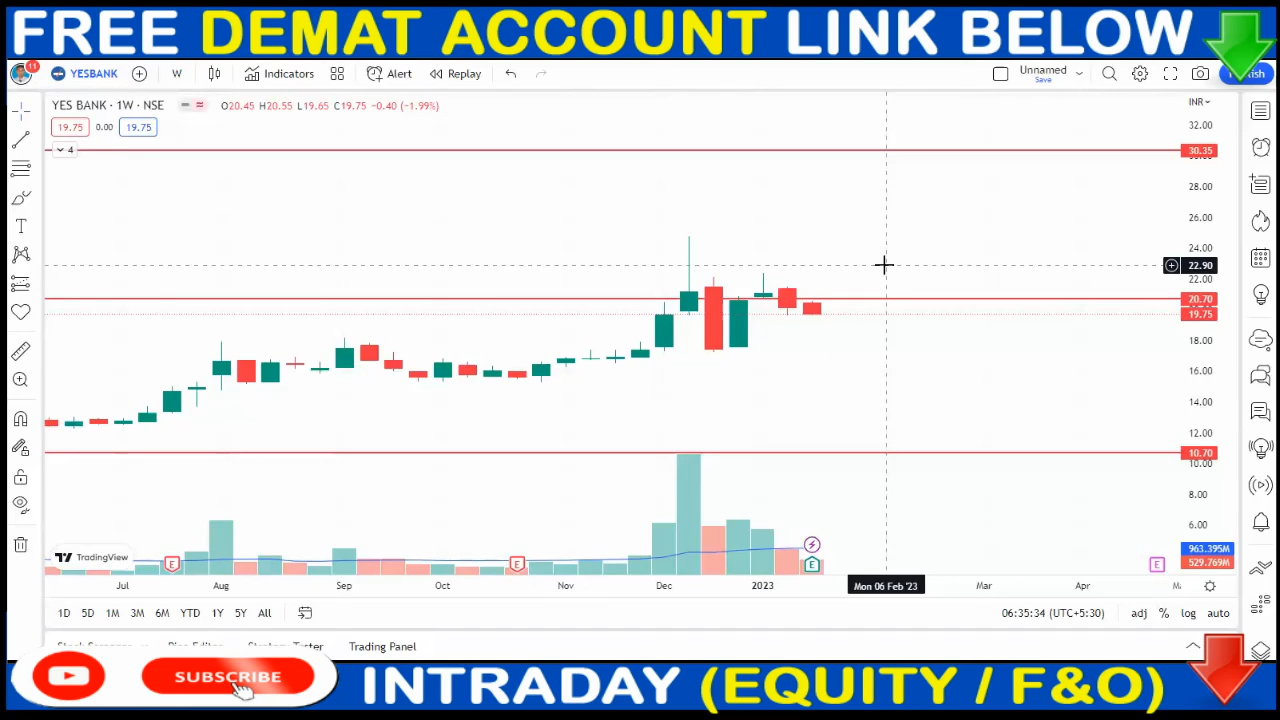 FREE DEMAT ACCOUNT LINK BELOW
11
YESBANK
W
Indicators
Alert
Replay
Unnamed
Save
YES BANK · 1W · NSE
O20.45 H20.55 L19.65 C19.75 −0.40 (−1.99%)
INR
19.75 0.00 19.75
4
32.00
30.35
28.00
26.00
24.00
22.90
22.00
20.70
19.75
18.00
16.00
14.00
12.00
10.70
10.00
8.00
6.00
963.395M
529.769M
TradingView
E
E
E
E
Jul Aug Sep Oct Nov Dec 2023 Mon 06 Feb '23 Mar Apr
1D 5D 1M 3M 6M YTD 1Y 5Y All
06:35:34 (UTC+5:30)
adj % log auto
Trading Panel
SUBSCRIBE
INTRADAY (EQUITY / F&O)